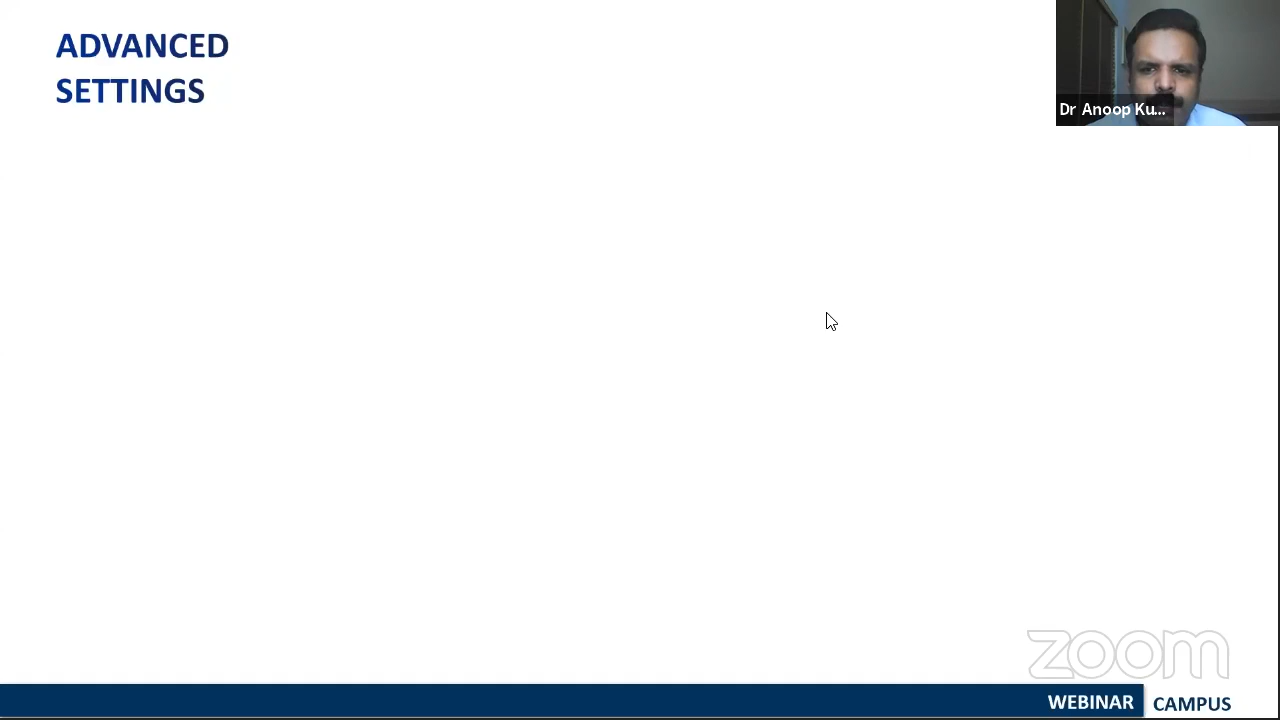 ADVANCED
SETTINGS
Dr Anoop Ku...
zoom
WEBINAR CAMPUS